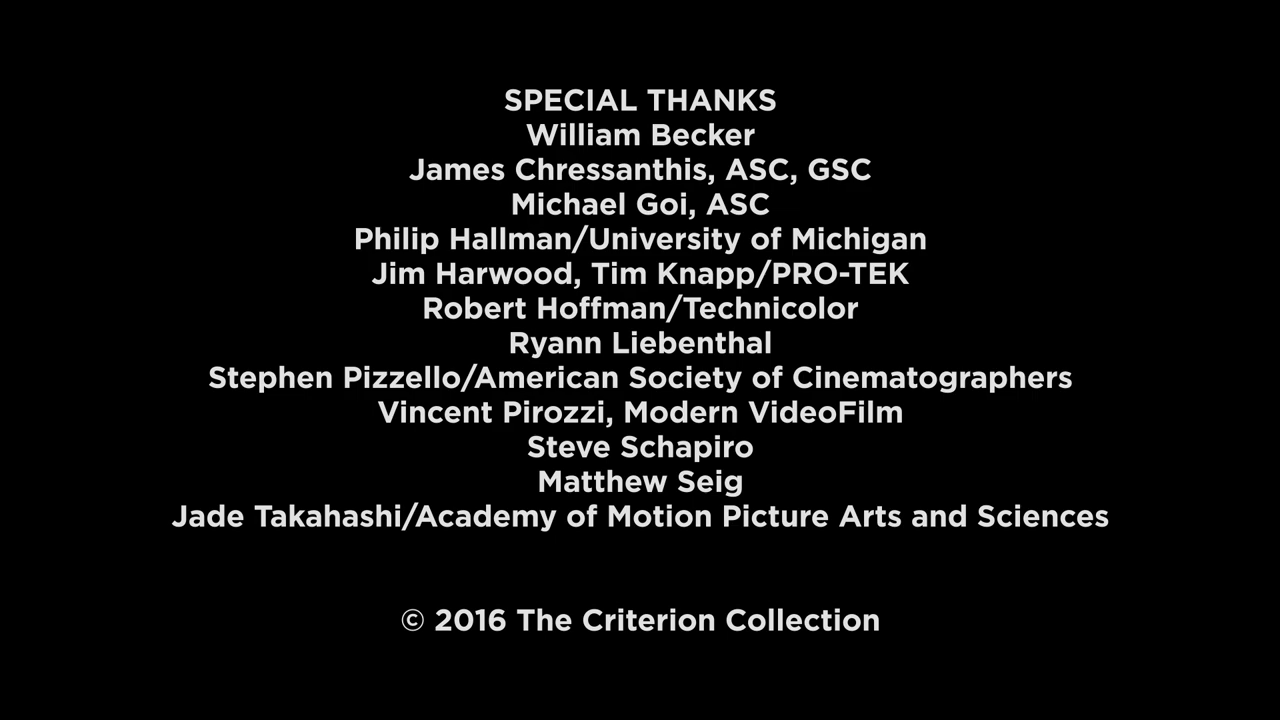 SPECIAL THANKS
William Becker
James Chressanthis, ASC, GSC
Michael Goi, ASC
Philip Hallman/University of Michigan
Jim Harwood, Tim Knapp/PRO-TEK
Robert Hoffman/Technicolor
Ryann Liebenthal
Stephen Pizzello/American Society of Cinematographers
Vincent Pirozzi, Modern VideoFilm
Steve Schapiro
Matthew Seig
Jade Takahashi/Academy of Motion Picture Arts and Sciences
© 2016 The Criterion Collection